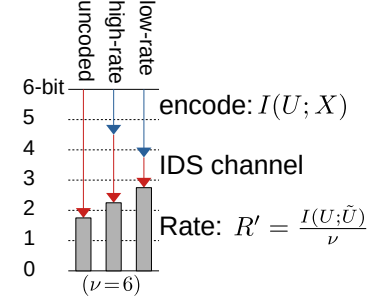 uncoded
high-rate
low-rate
6-bit
encode: I(U; X)
5
4
IDS channel
3
2
Rate: R′ = I(U;Ũ)/ν
1
0
(ν=6)